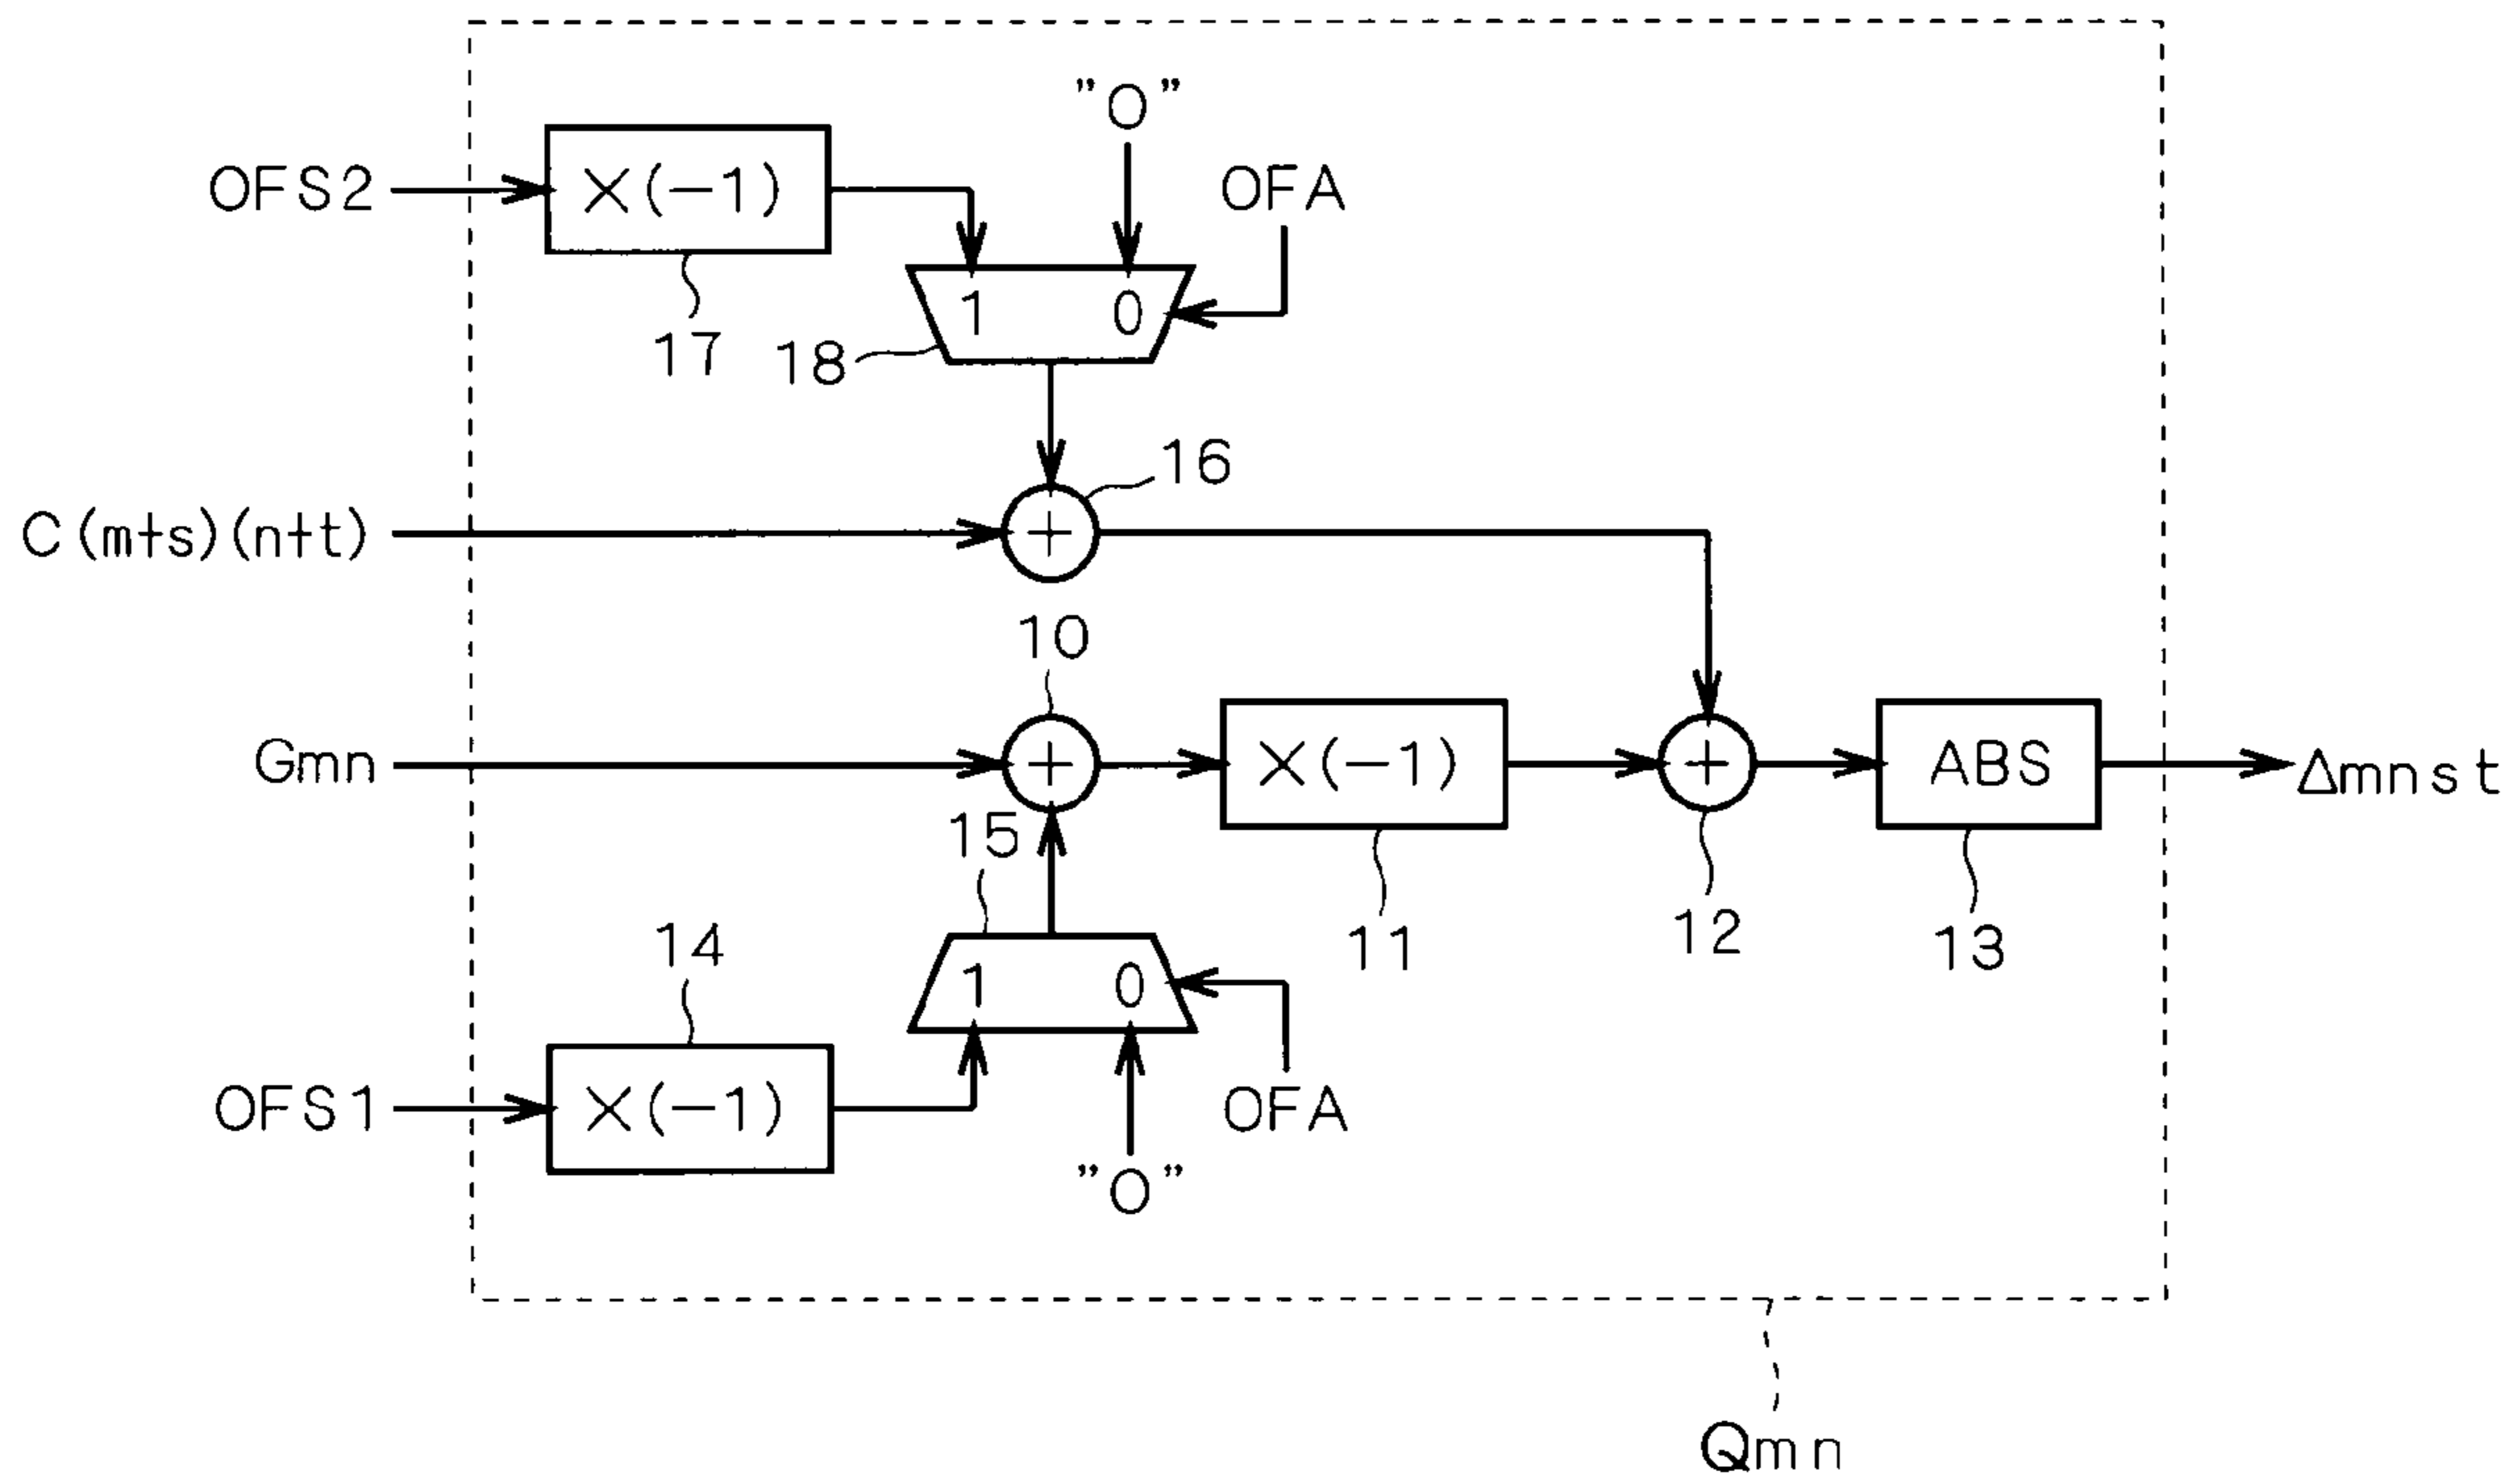 "0"
OFS2
X(-1)
OFA
1 0
17
18
16
C(m+s)(n+t)
10
Gmn
X(-1)
ABS
Δmnst
15
11
12
13
14
1 0
OFS1
X(-1)
OFA
"0"
Qmn